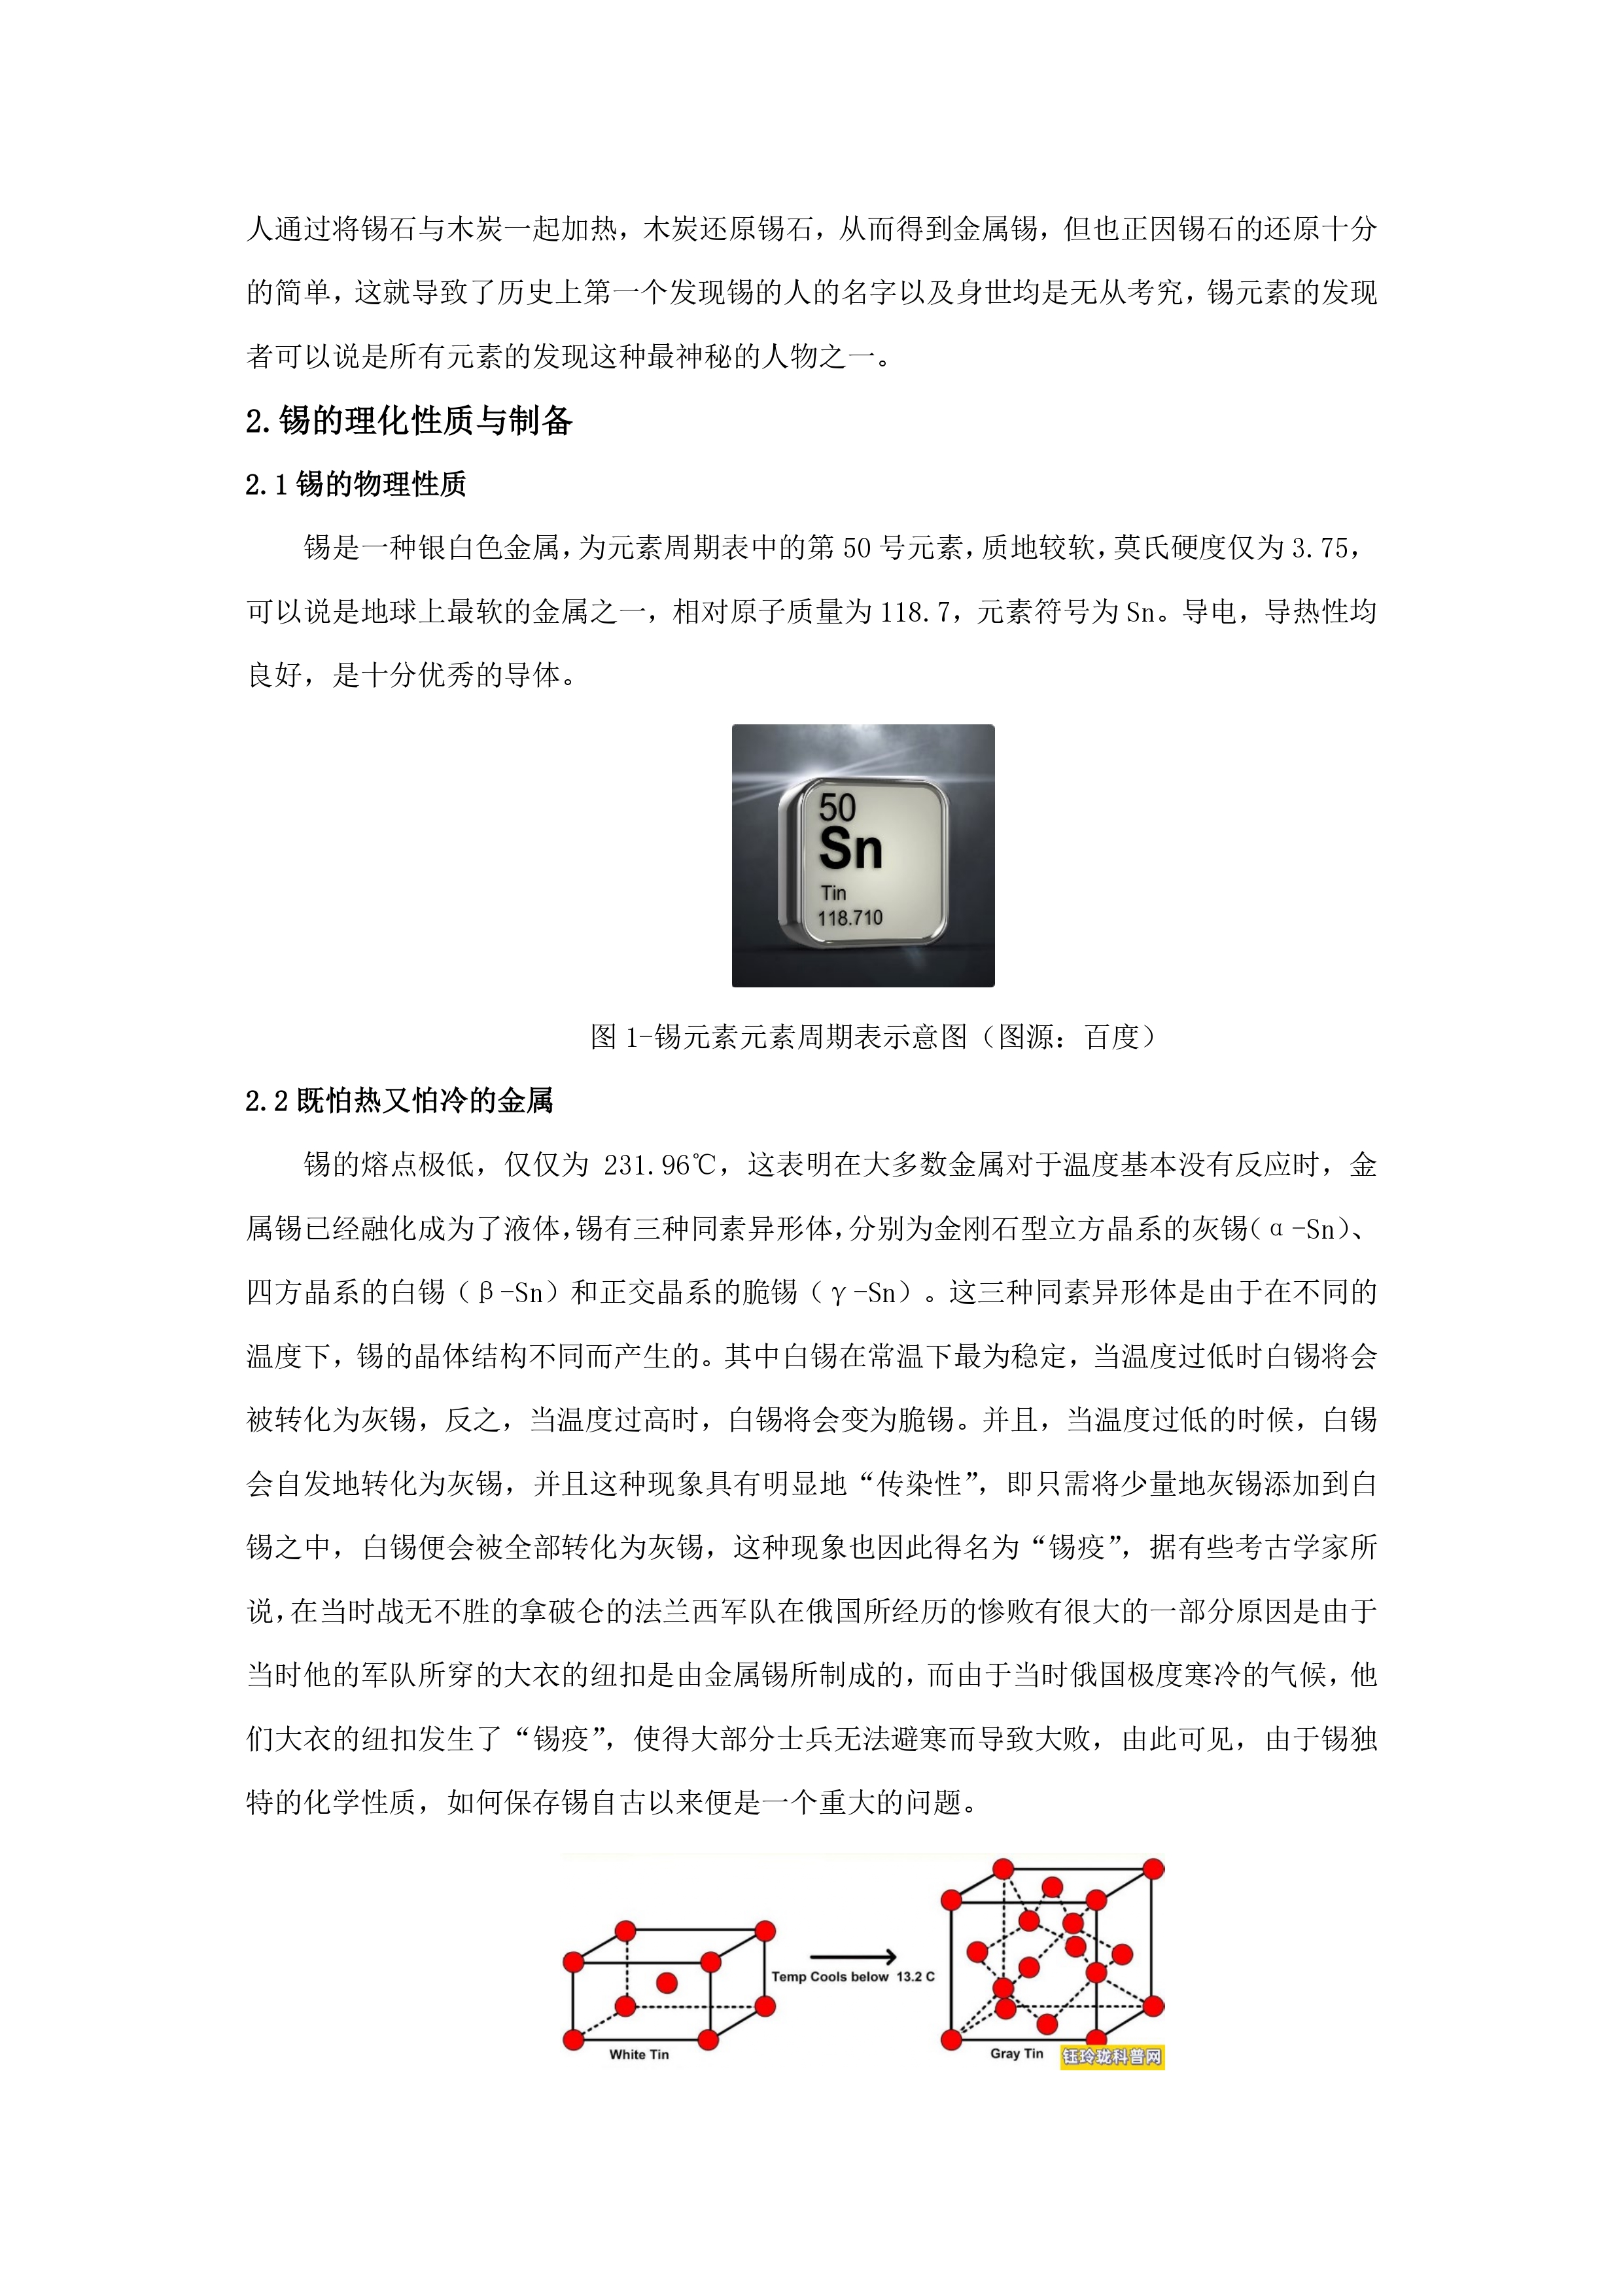 人通过将锡石与木炭一起加热，木炭还原锡石，从而得到金属锡，但也正因锡石的还原十分
的简单，这就导致了历史上第一个发现锡的人的名字以及身世均是无从考究，锡元素的发现
者可以说是所有元素的发现这种最神秘的人物之一。
2.锡的理化性质与制备
2.1 锡的物理性质
锡是一种银白色金属，为元素周期表中的第 50 号元素，质地较软，莫氏硬度仅为 3.75，
可以说是地球上最软的金属之一，相对原子质量为 118.7，元素符号为 Sn。导电，导热性均
良好，是十分优秀的导体。
50
Sn
Tin
118.710
图 1-锡元素元素周期表示意图（图源：百度）
2.2 既怕热又怕冷的金属
锡的熔点极低，仅仅为 231.96℃，这表明在大多数金属对于温度基本没有反应时，金
属锡已经融化成为了液体，锡有三种同素异形体，分别为金刚石型立方晶系的灰锡（α-Sn）、
四方晶系的白锡（β-Sn）和正交晶系的脆锡（γ-Sn）。这三种同素异形体是由于在不同的
温度下，锡的晶体结构不同而产生的。其中白锡在常温下最为稳定，当温度过低时白锡将会
被转化为灰锡，反之，当温度过高时，白锡将会变为脆锡。并且，当温度过低的时候，白锡
会自发地转化为灰锡，并且这种现象具有明显地“传染性”，即只需将少量地灰锡添加到白
锡之中，白锡便会被全部转化为灰锡，这种现象也因此得名为“锡疫”，据有些考古学家所
说，在当时战无不胜的拿破仑的法兰西军队在俄国所经历的惨败有很大的一部分原因是由于
当时他的军队所穿的大衣的纽扣是由金属锡所制成的，而由于当时俄国极度寒冷的气候，他
们大衣的纽扣发生了“锡疫”，使得大部分士兵无法避寒而导致大败，由此可见，由于锡独
特的化学性质，如何保存锡自古以来便是一个重大的问题。
Temp Cools below 13.2 C
White Tin
Gray Tin
钰玲珑科普网